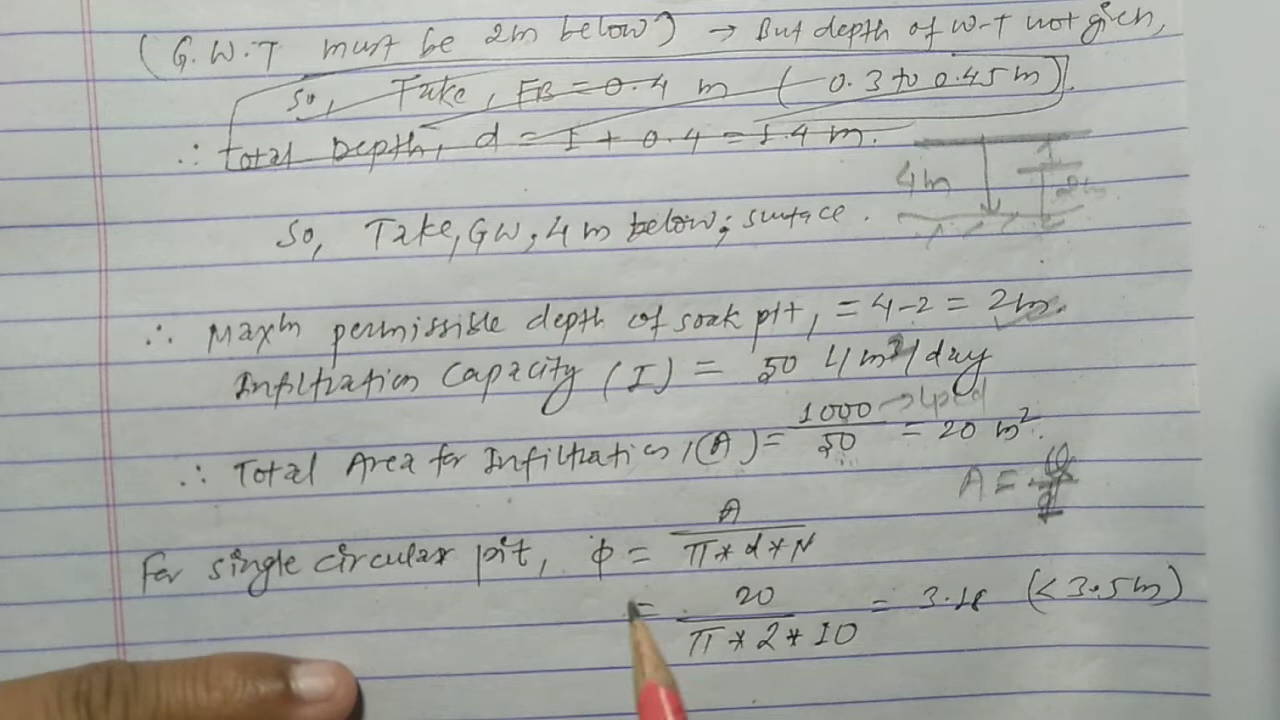 (G.W.T must be 2m below) → But depth of W.T not given,
So, Take, FB = 0.4 m (0.3 to 0.45m)
∴ total Depth, d = 1 + 0.4 = 1.4 m.
4m 2m
So, Take, GW, 4 m below, surface.
∴ Maxm permissible depth of soak pit, = 4-2 = 2m.
Infiltration Capacity (I) = 50 l/m²/day
∴ Total Area for Infiltration, (A) = 1000/50 = 20 m². → lpcd
A = Q/q
For single circular pit, φ = A/π*d*N
= 20/π*2*10 = 3.18 (<3.5m)